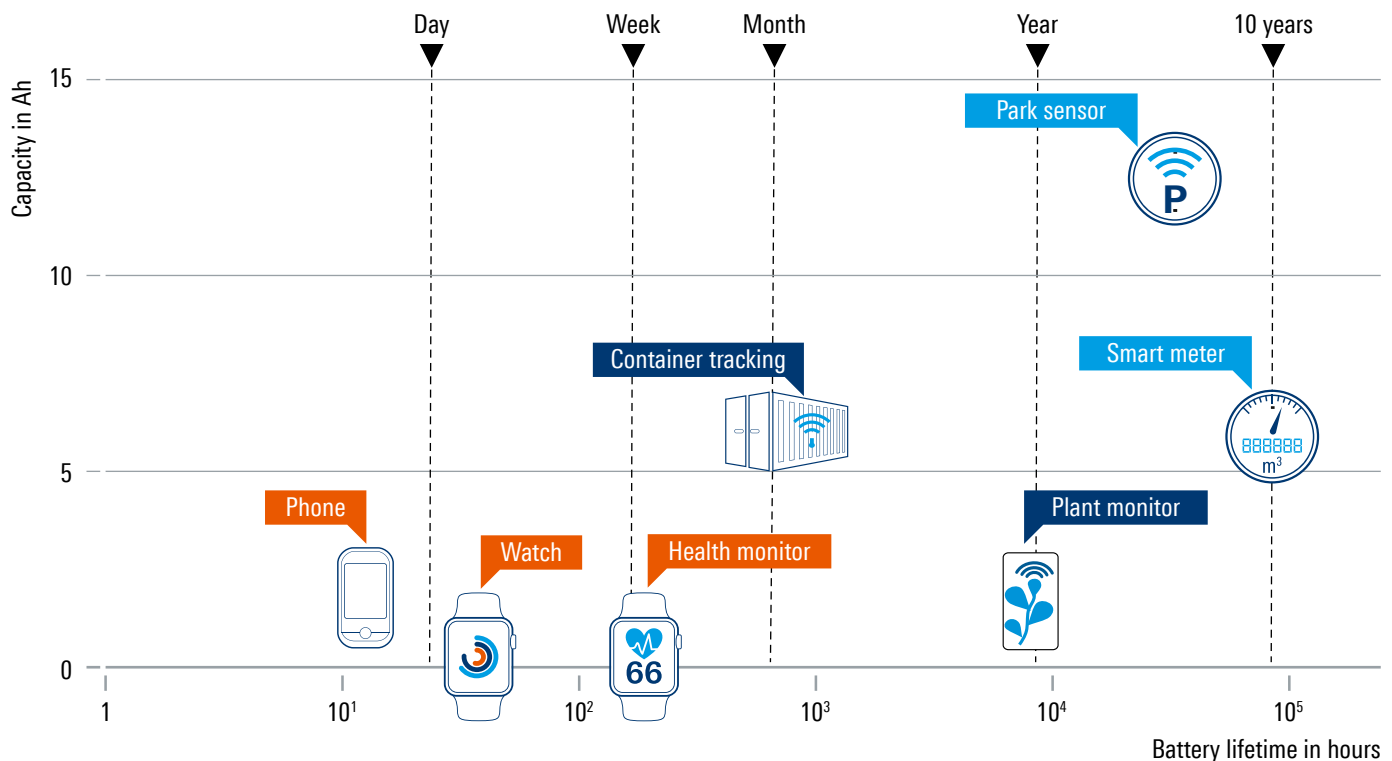 Day
Week
Month
Year
10 years
Capacity in Ah
15
Park sensor
P
10
Container tracking
Smart meter
888888
m³
5
Phone
Watch
Health monitor
Plant monitor
66
0
1
10¹
10²
10³
10⁴
10⁵
Battery lifetime in hours